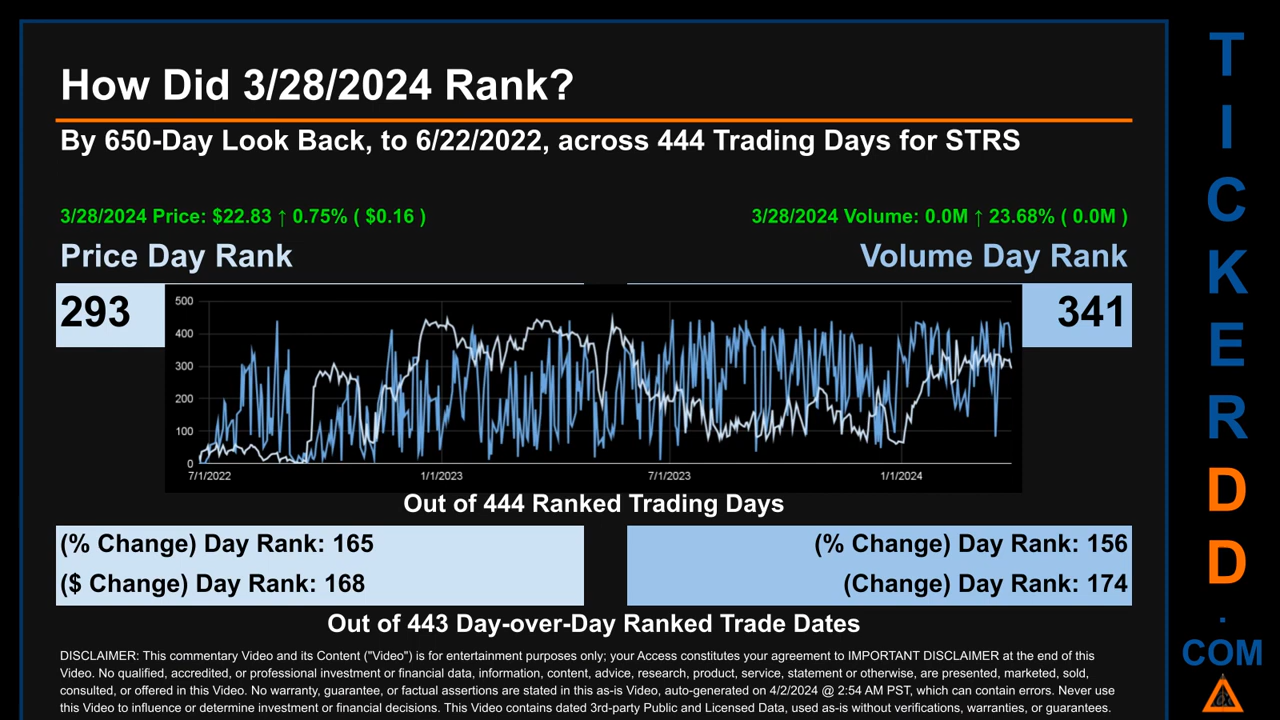 How Did 3/28/2024 Rank?
By 650-Day Look Back, to 6/22/2022, across 444 Trading Days for STRS
3/28/2024 Price: $22.83 ↑ 0.75% ( $0.16 )
3/28/2024 Volume: 0.0M ↑ 23.68% ( 0.0M )
Price Day Rank
Volume Day Rank
293
341
500
400
300
200
100
0
7/1/2022
1/1/2023
7/1/2023
1/1/2024
Out of 444 Ranked Trading Days
(% Change) Day Rank: 165
(% Change) Day Rank: 156
($ Change) Day Rank: 168
(Change) Day Rank: 174
Out of 443 Day-over-Day Ranked Trade Dates
DISCLAIMER: This commentary Video and its Content ("Video") is for entertainment purposes only; your Access constitutes your agreement to IMPORTANT DISCLAIMER at the end of this
Video. No qualified, accredited, or professional investment or financial data, information, content, advice, research, product, service, statement or otherwise, are presented, marketed, sold,
consulted, or offered in this Video. No warranty, guarantee, or factual assertions are stated in this as-is Video, auto-generated on 4/2/2024 @ 2:54 AM PST, which can contain errors. Never use
this Video to influence or determine investment or financial decisions. This Video contains dated 3rd-party Public and Licensed Data, used as-is without verifications, warranties, or guarantees.
T
I
C
K
E
R
D
D
.
COM